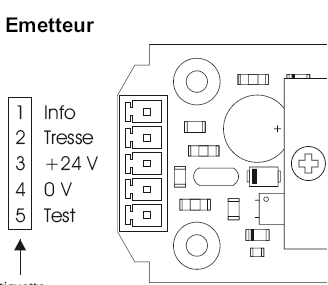 Emetteur
1 Info
2 Tresse
3 +24 V
4 0 V
5 Test
+